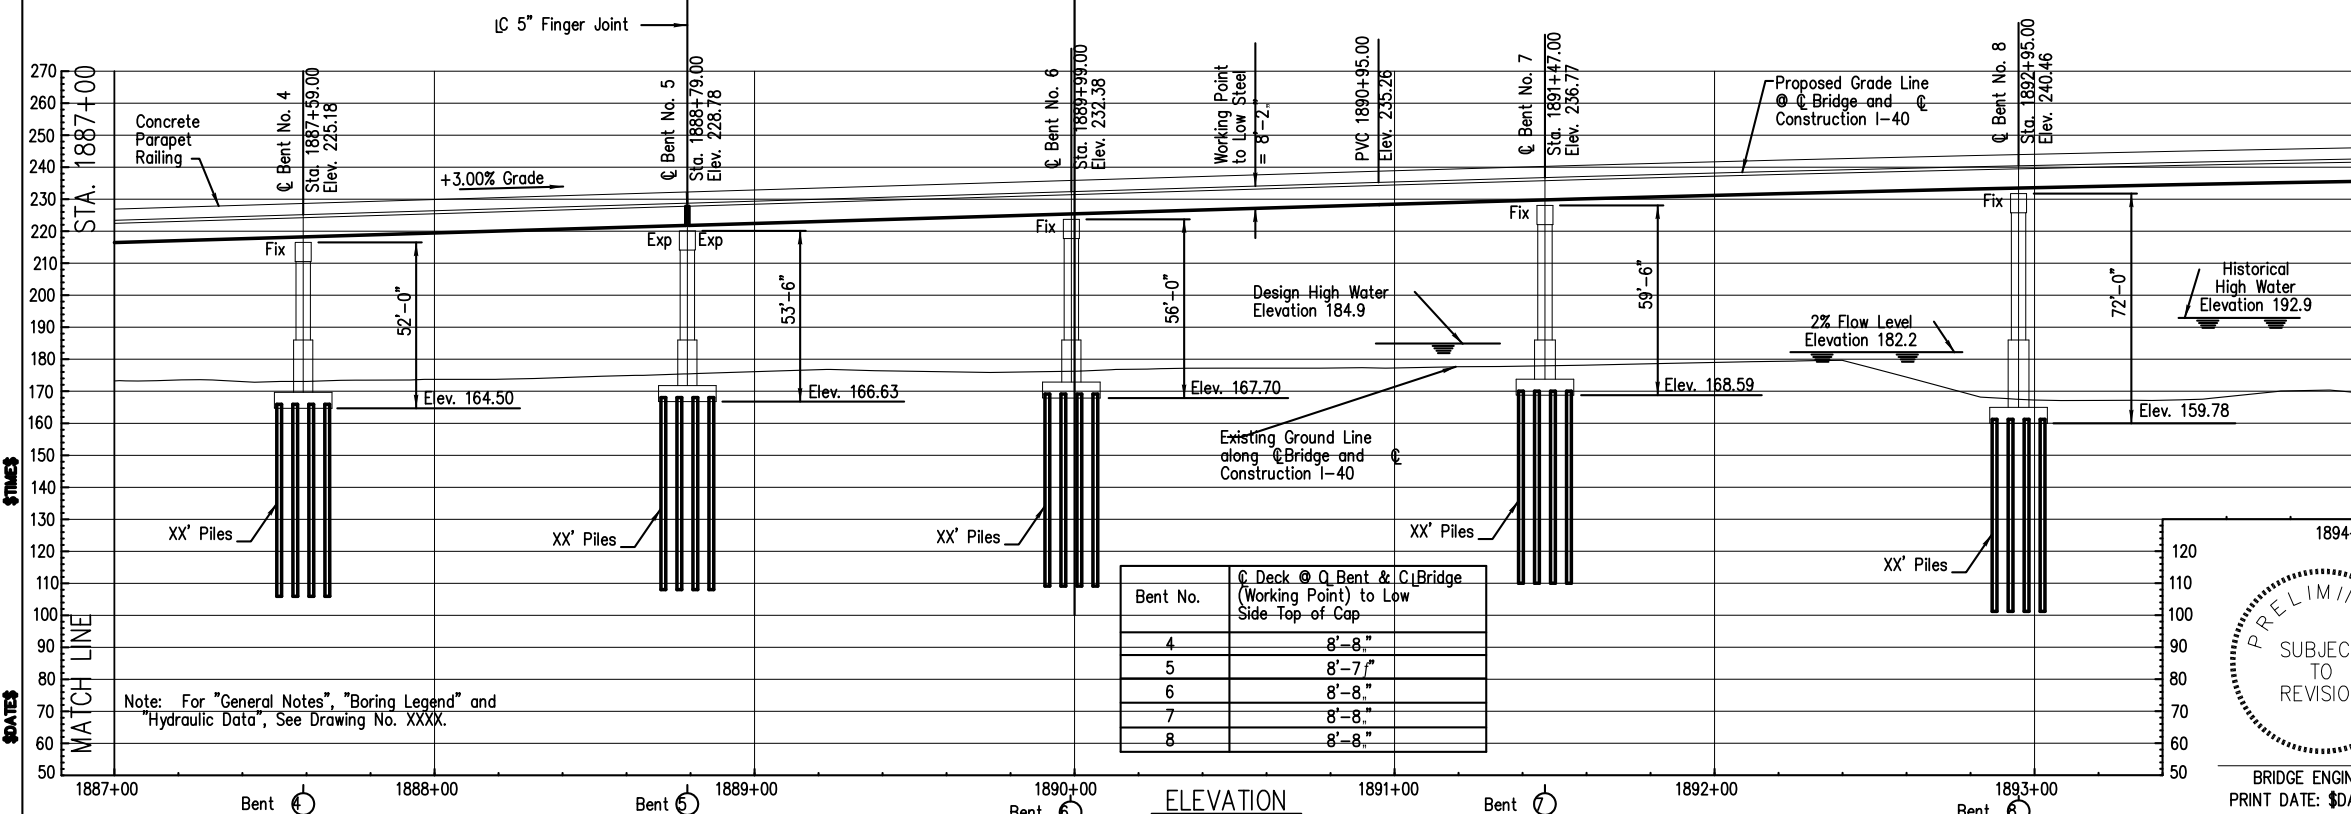 ℄ 5" Finger Joint
STA. 1887+00
MATCH LINE
270
260
250
240
230
220
210
200
190
180
170
160
150
140
130
120
110
100
90
80
70
60
50
Concrete
Parapet
Railing
℄ Bent No. 4
Sta. 1887+59.00
Elev. 225.18
+3.00% Grade
℄ Bent No. 5
Sta. 1888+79.00
Elev. 228.78
℄ Bent No. 6
Sta. 1889+99.00
Elev. 232.38
Working Point
to Low Steel
= 8'-2„"
PVC 1890+95.00
Elev. 235.26
℄ Bent No. 7
Sta. 1891+47.00
Elev. 236.77
Proposed Grade Line
@ ℄ Bridge and ℄
Construction I-40
℄ Bent No. 8
Sta. 1892+95.00
Elev. 240.46
Fix
Exp
Exp
Fix
Fix
Fix
52'-0"
53'-6"
56'-0"
59'-6"
72'-0"
Design High Water
Elevation 184.9
2% Flow Level
Elevation 182.2
Historical
High Water
Elevation 192.9
Elev. 164.50
Elev. 166.63
Elev. 167.70
Elev. 168.59
Elev. 159.78
Existing Ground Line
along ℄ Bridge and ℄
Construction I-40
XX' Piles
XX' Piles
XX' Piles
XX' Piles
XX' Piles
Bent No.
℄ Deck @ ℄ Bent & ℄ Bridge
(Working Point) to Low
Side Top of Cap
4 8'-8„"
5 8'-7ƒ"
6 8'-8„"
7 8'-8„"
8 8'-8„"
Note: For "General Notes", "Boring Legend" and
"Hydraulic Data", See Drawing No. XXXX.
1887+00
1888+00
1889+00
1890+00
1891+00
1892+00
1893+00
Bent 4
Bent 5
Bent 6
Bent 7
Bent 8
ELEVATION
1894
120
110
100
90
80
70
60
50
PRELIMI
SUBJEC
TO
REVISIO
BRIDGE ENGIN
PRINT DATE: $DA
$TIME$
$DATE$